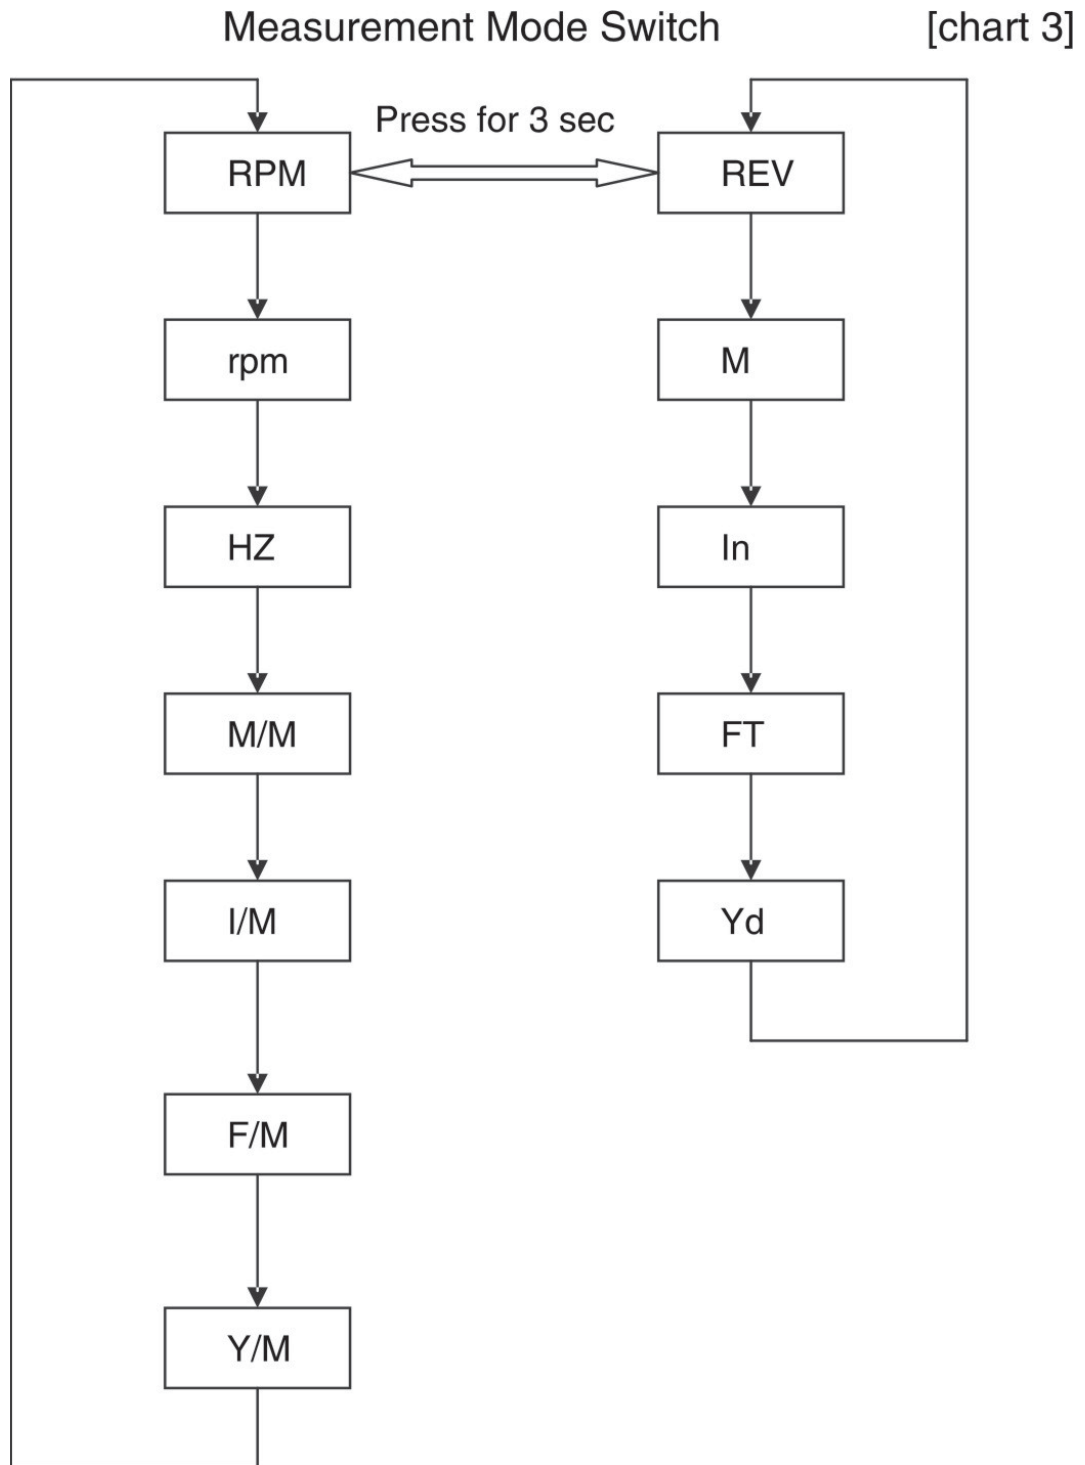 Measurement Mode Switch [chart 3]
Press for 3 sec
RPM
REV
rpm
M
HZ
In
M/M
FT
I/M
Yd
F/M
Y/M